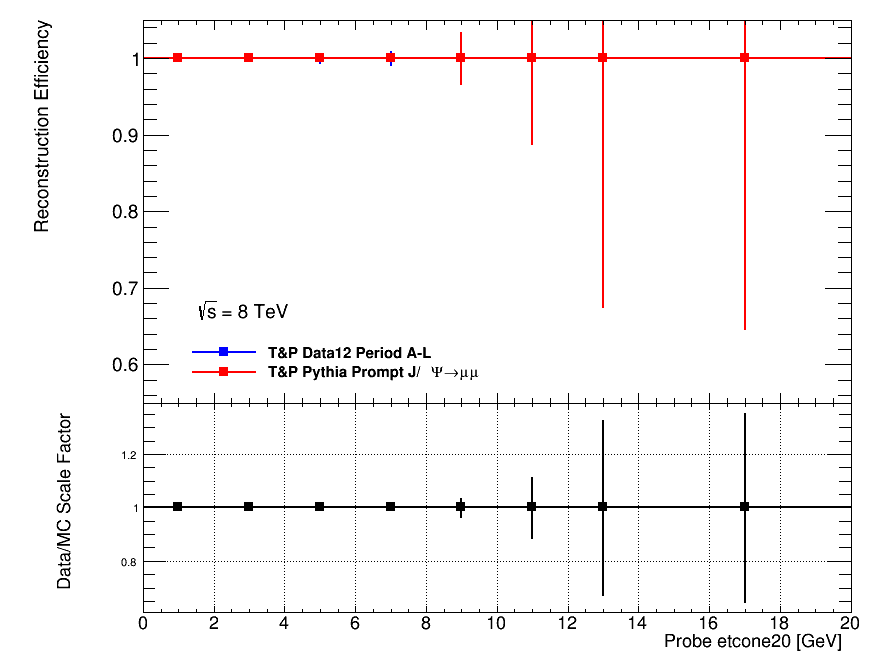 Reconstruction Efficiency
1
0.9
0.8
0.7
0.6
√s = 8 TeV
T&P Data12 Period A-L
T&P Pythia Prompt J/ Ψ→μμ
Data/MC Scale Factor
1.2
1
0.8
0 2 4 6 8 10 12 14 16 18 20
Probe etcone20 [GeV]